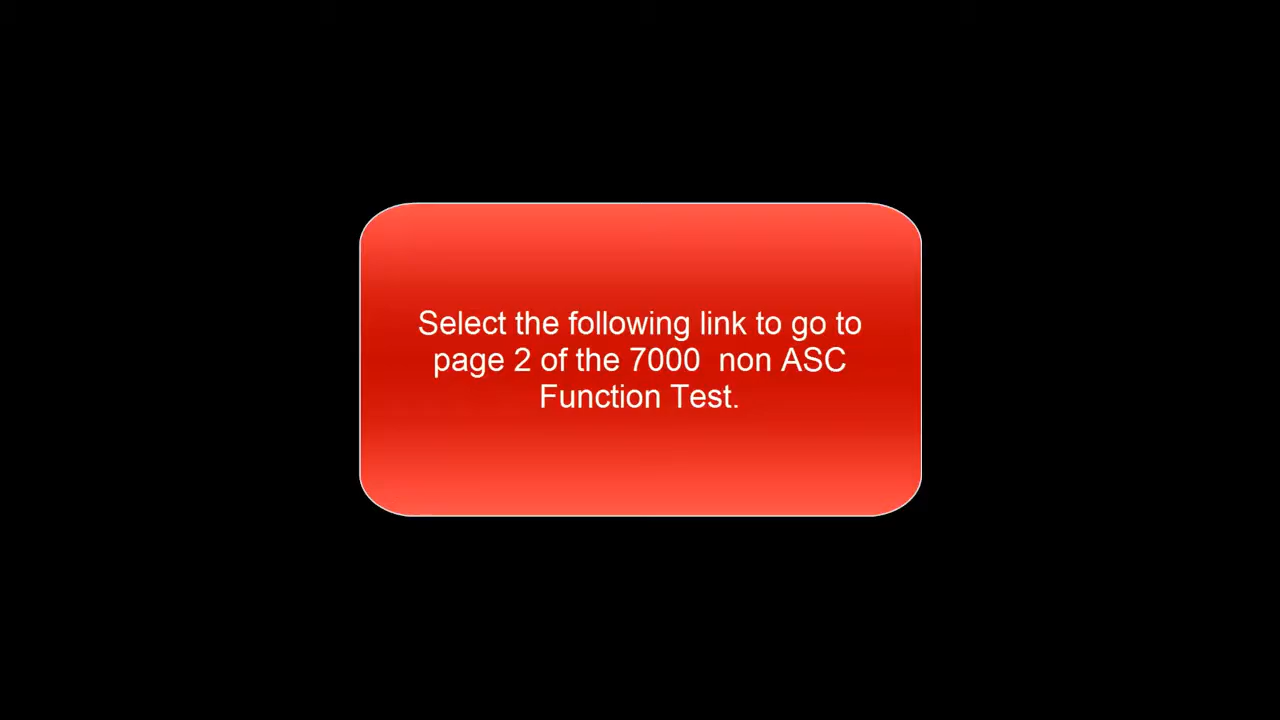 Select the following link to go to
page 2 of the 7000  non ASC
Function Test.